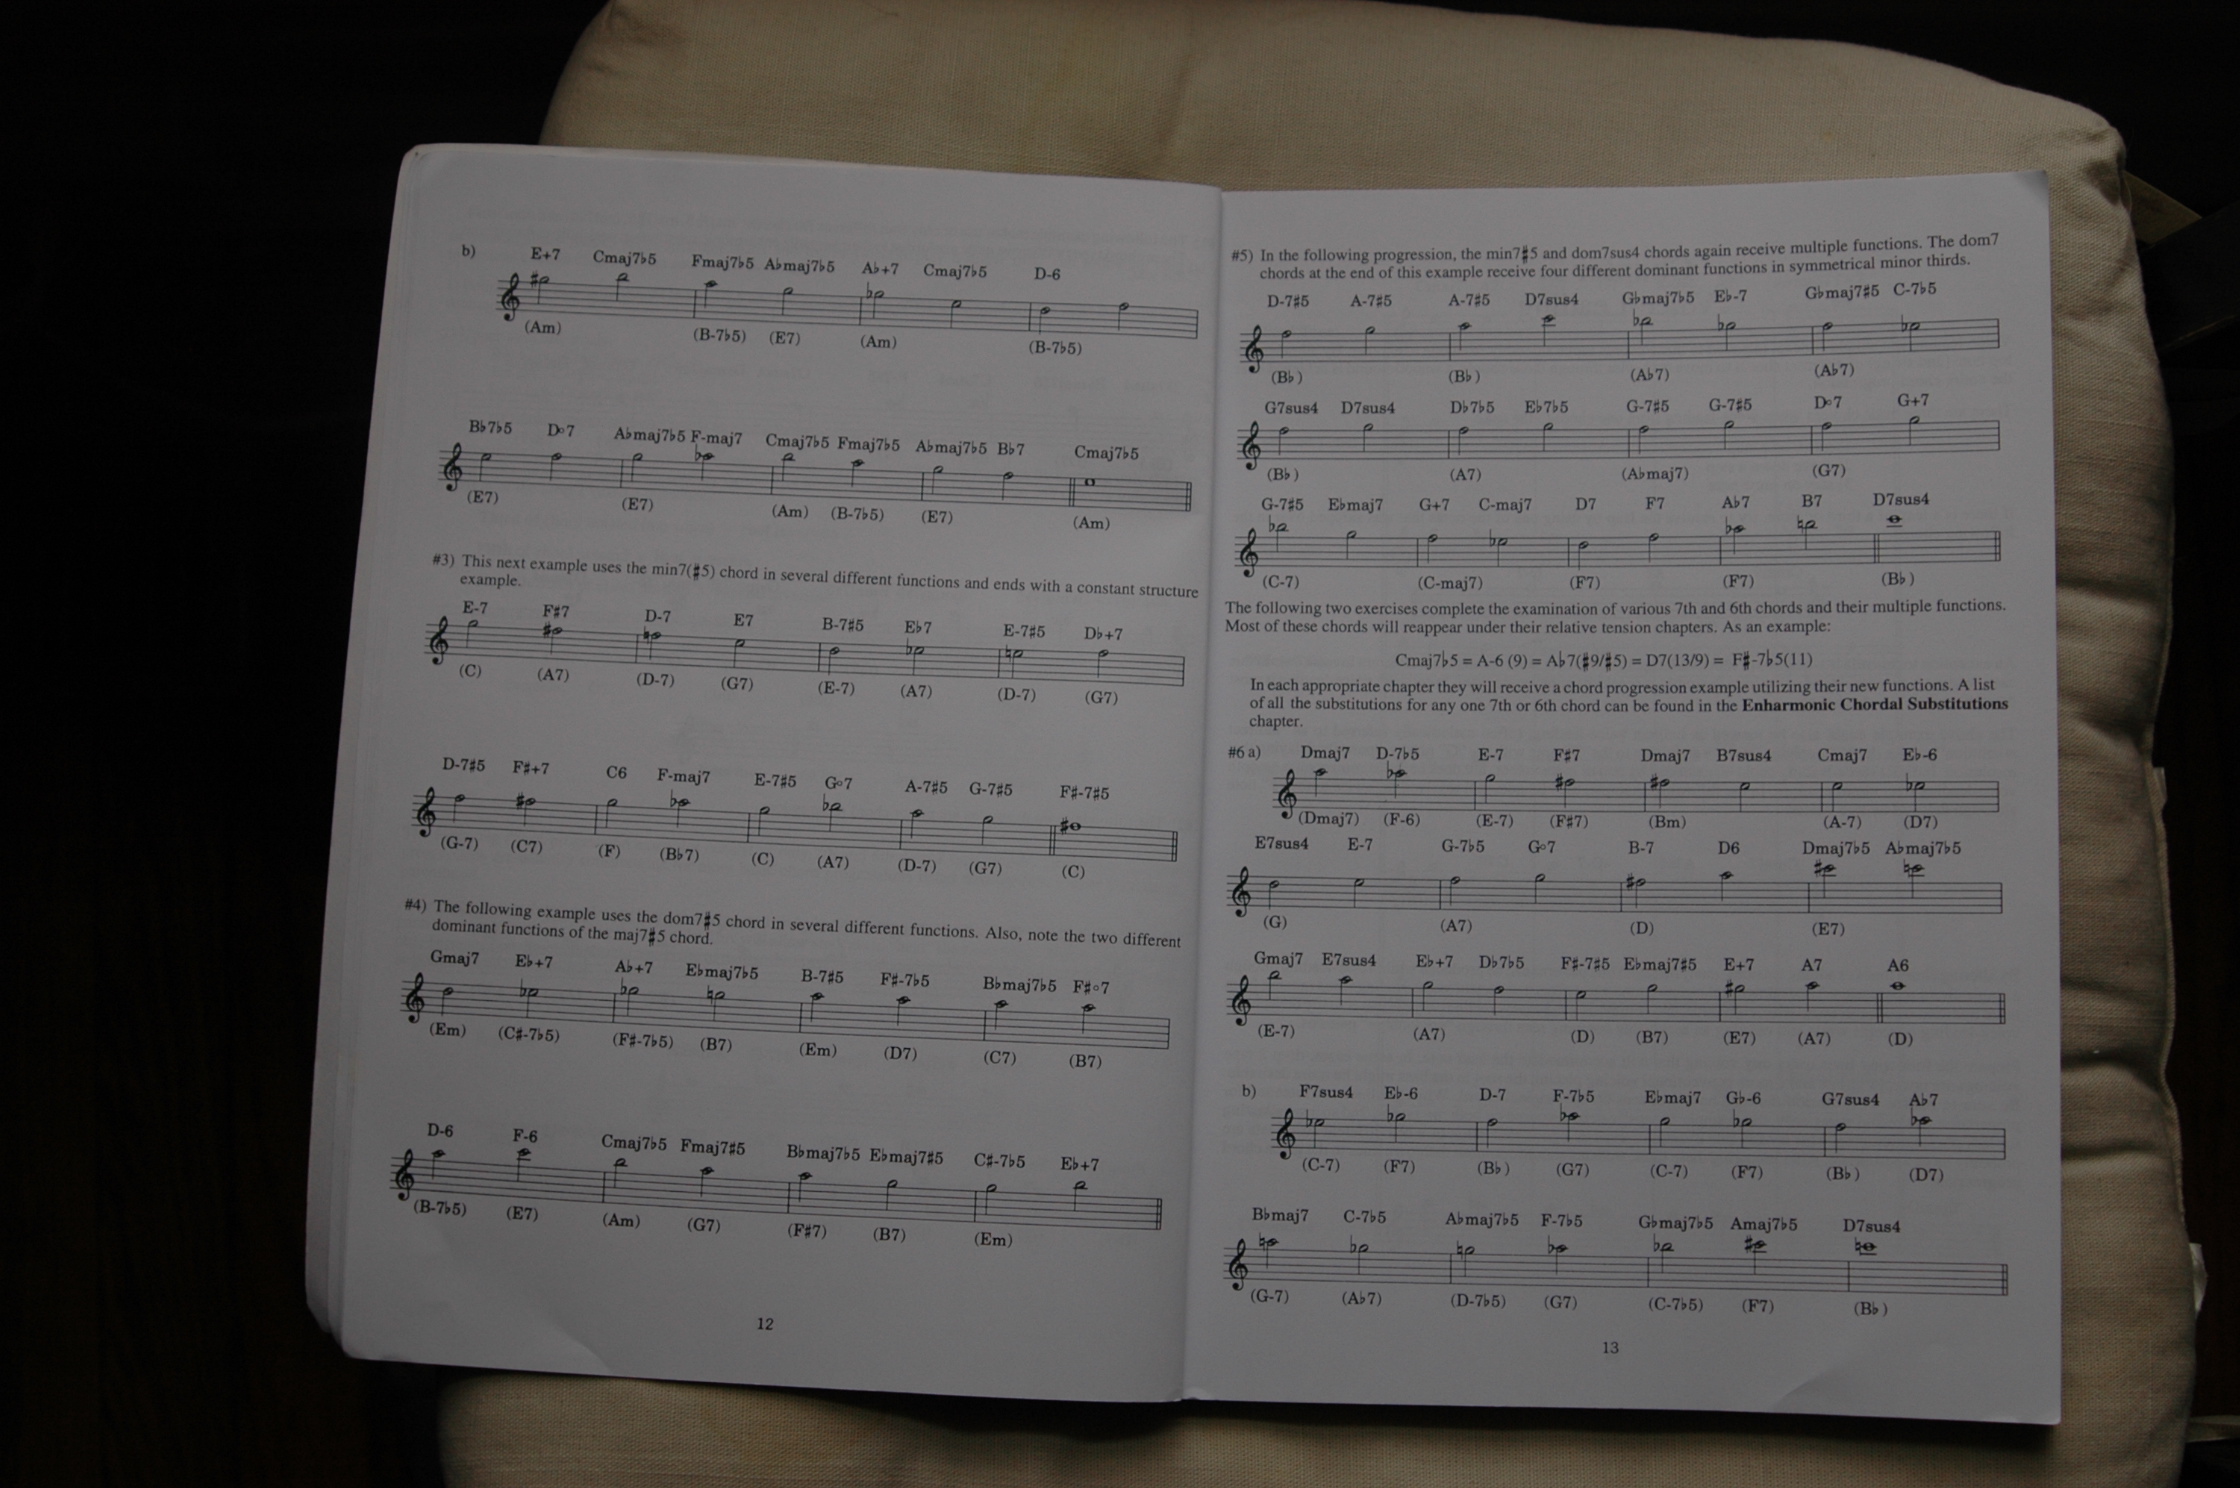 b) E+7 Cmaj7♭5 Fmaj7♭5 A♭maj7♭5 A♭+7 Cmaj7♭5 D-6
(Am) (B-7♭5) (E7) (Am) (B-7♭5)
B♭7♭5 D°7 A♭maj7♭5 F-maj7 Cmaj7♭5 Fmaj7♭5 A♭maj7♭5 B♭7 Cmaj7♭5
(E7) (E7) (Am) (B-7♭5) (E7) (Am)
#3) This next example uses the min7(♯5) chord in several different functions and ends with a constant structure
example.
E-7 F♯7 D-7 E7 B-7♯5 E♭7 E-7♯5 D♭+7
(C) (A7) (D-7) (G7) (E-7) (A7) (D-7) (G7)
D-7♯5 F♯+7 C6 F-maj7 E-7♯5 G°7 A-7♯5 G-7♯5 F♯-7♯5
(G-7) (C7) (F) (B♭7) (C) (A7) (D-7) (G7) (C)
#4) The following example uses the dom7♯5 chord in several different functions. Also, note the two different
dominant functions of the maj7♯5 chord.
Gmaj7 E♭+7 A♭+7 E♭maj7♭5 B-7♯5 F♯-7♭5 B♭maj7♭5 F♯°7
(Em) (C♯-7♭5) (F♯-7♭5) (B7) (Em) (D7) (C7) (B7)
D-6 F-6 Cmaj7♭5 Fmaj7♯5 B♭maj7♭5 E♭maj7♯5 C♯-7♭5 E♭+7
(B-7♭5) (E7) (Am) (G7) (F♯7) (B7) (Em)
12
#5) In the following progression, the min7♯5 and dom7sus4 chords again receive multiple functions. The dom7
chords at the end of this example receive four different dominant functions in symmetrical minor thirds.
D-7♯5 A-7♯5 A-7♯5 D7sus4 G♭maj7♭5 E♭-7 G♭maj7♯5 C-7♭5
(B♭) (B♭) (A♭7) (A♭7)
G7sus4 D7sus4 D♭7♭5 E♭7♭5 G-7♯5 G-7♯5 D°7 G+7
(B♭) (A7) (A♭maj7) (G7)
G-7♯5 E♭maj7 G+7 C-maj7 D7 F7 A♭7 B7 D7sus4
(C-7) (C-maj7) (F7) (F7) (B♭)
The following two exercises complete the examination of various 7th and 6th chords and their multiple functions.
Most of these chords will reappear under their relative tension chapters. As an example:
Cmaj7♭5 = A-6 (9) = A♭7(♯9/♯5) = D7(13/9) = F♯-7♭5(11)
In each appropriate chapter they will receive a chord progression example utilizing their new functions. A list
of all the substitutions for any one 7th or 6th chord can be found in the Enharmonic Chordal Substitutions
chapter.
#6 a) Dmaj7 D-7♭5 E-7 F♯7 Dmaj7 B7sus4 Cmaj7 E♭-6
(Dmaj7) (F-6) (E-7) (F♯7) (Bm) (A-7) (D7)
E7sus4 E-7 G-7♭5 G°7 B-7 D6 Dmaj7♭5 A♭maj7♭5
(G) (A7) (D) (E7)
Gmaj7 E7sus4 E♭+7 D♭7♭5 F♯-7♯5 E♭maj7♯5 E+7 A7 A6
(E-7) (A7) (D) (B7) (E7) (A7) (D)
b) F7sus4 E♭-6 D-7 F-7♭5 E♭maj7 G♭-6 G7sus4 A♭7
(C-7) (F7) (B♭) (G7) (C-7) (F7) (B♭) (D7)
B♭maj7 C-7♭5 A♭maj7♭5 F-7♭5 G♭maj7♭5 Amaj7♭5 D7sus4
(G-7) (A♭7) (D-7♭5) (G7) (C-7♭5) (F7) (B♭)
13